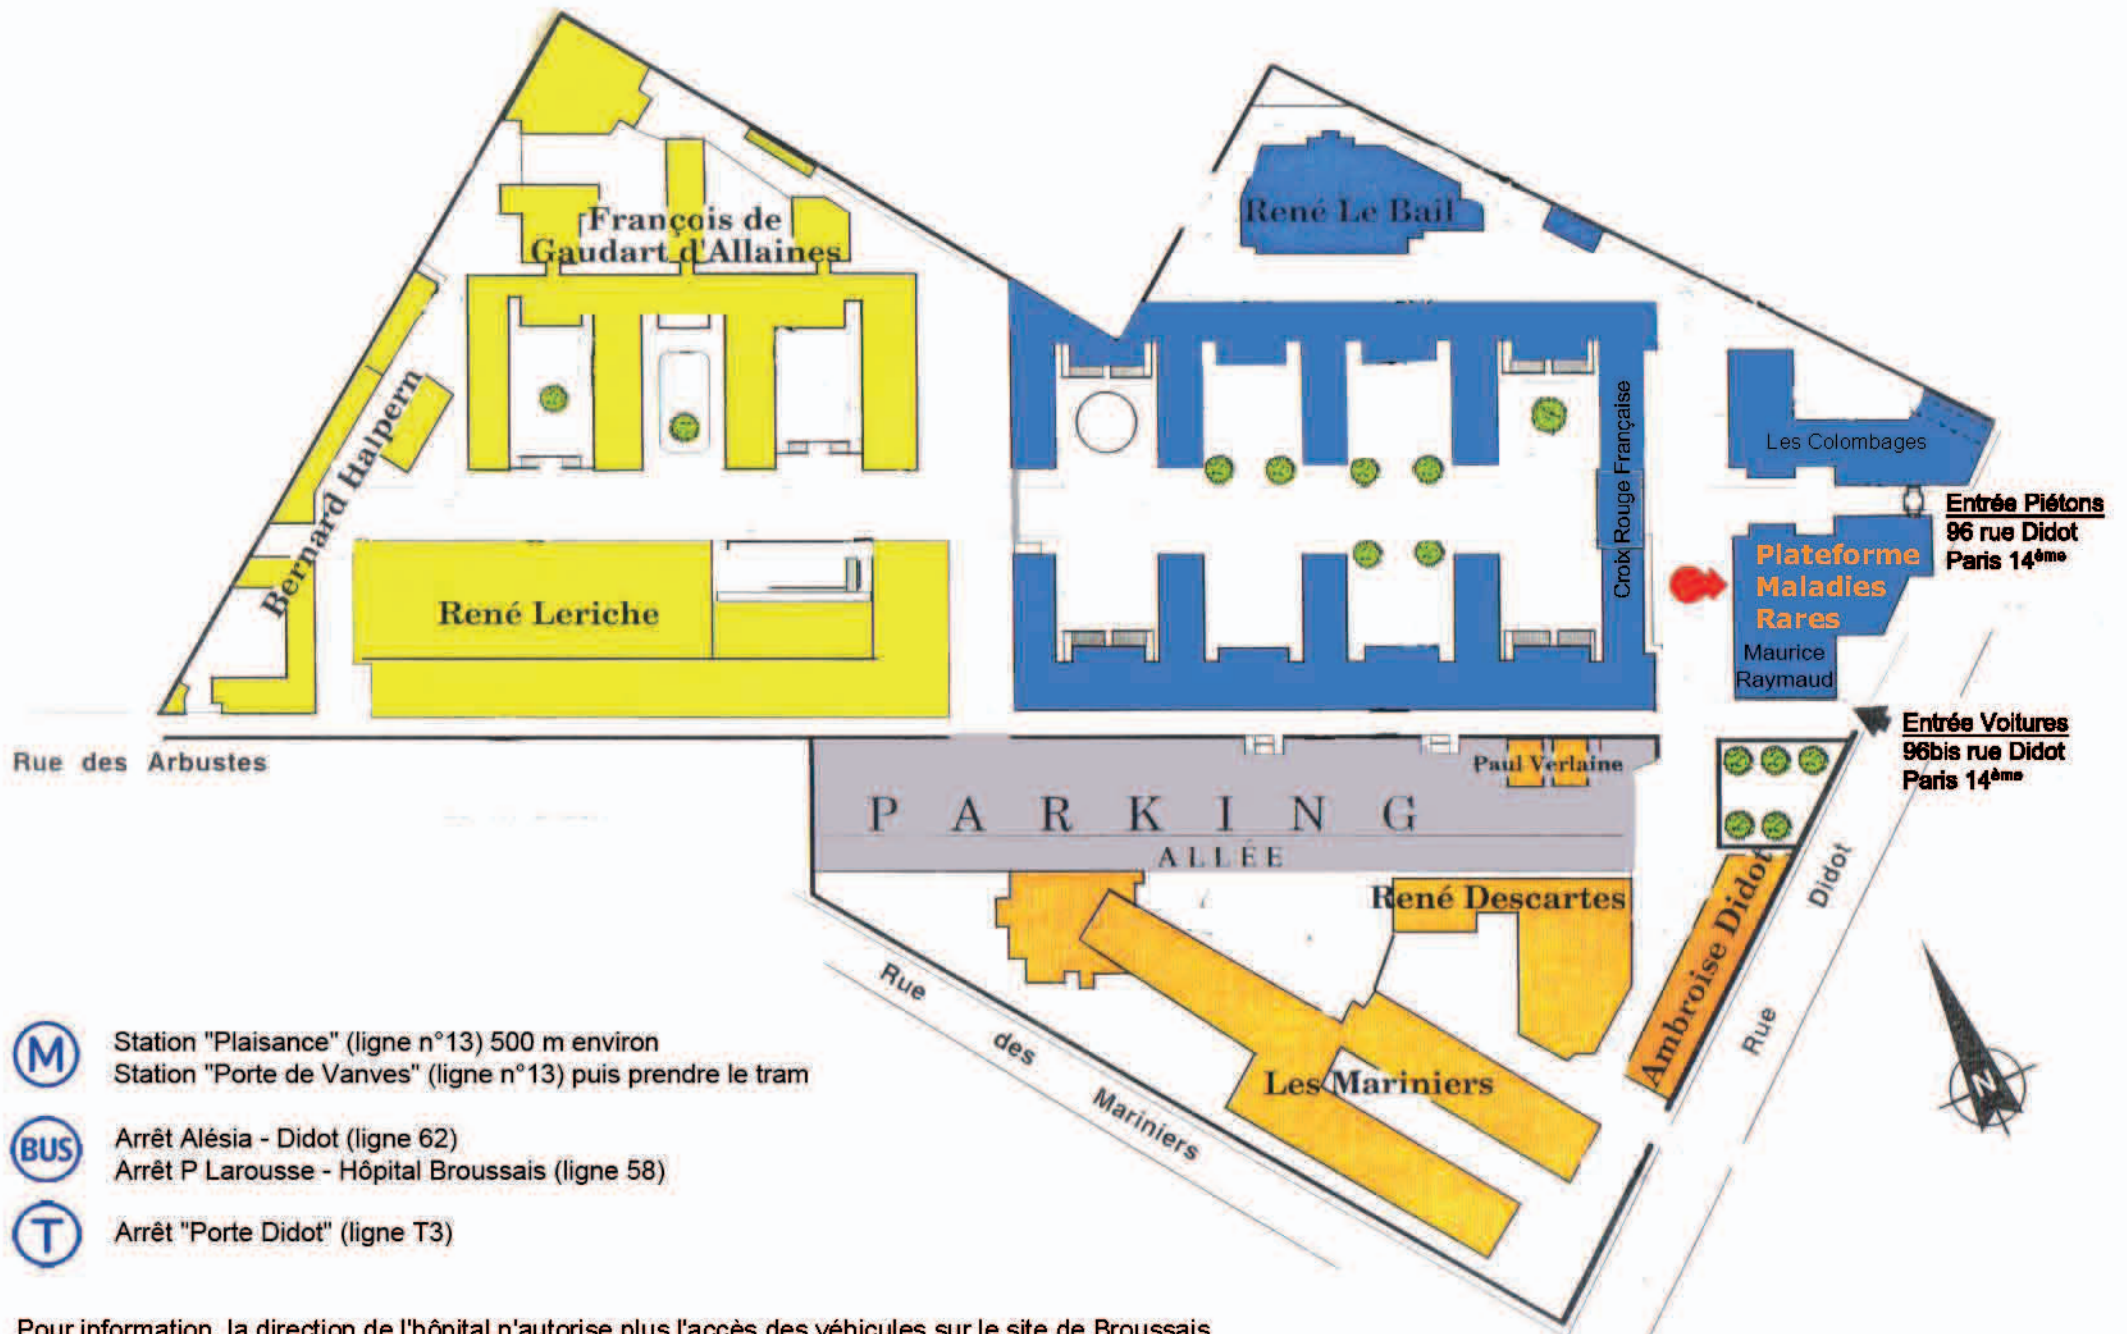 François de
Gaudart d'Allaines
René Le Bail
Bernard Halpern
Croix Rouge Française
Les Colombages
Entrée Piétons
96 rue Didot
Paris 14ème
Plateforme
Maladies
Rares
Maurice
Raymaud
René Leriche
Entrée Voitures
96bis rue Didot
Paris 14ème
Rue des Arbustes
Paul Verlaine
PARKING
ALLÉE
René Descartes
Ambroise Didot
Rue Didot
Rue des Mariniers
Les Mariniers
N
M
Station "Plaisance" (ligne n°13) 500 m environ
Station "Porte de Vanves" (ligne n°13) puis prendre le tram
BUS
Arrêt Alésia - Didot (ligne 62)
Arrêt P Larousse - Hôpital Broussais (ligne 58)
T
Arrêt "Porte Didot" (ligne T3)
Pour information, la direction de l'hôpital n'autorise plus l'accès des véhicules sur le site de Broussais